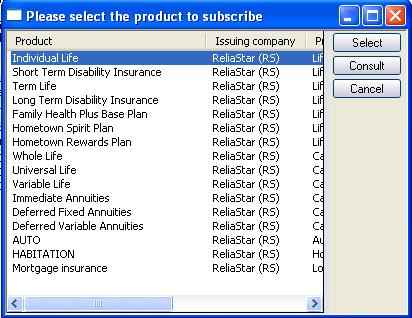 Please select the product to subscribe
Product Issuing company
Individual Life ReliaStar (RS) Lif
Short Term Disability Insurance ReliaStar (RS) Lif
Term Life ReliaStar (RS) Lif
Long Term Disability Insurance ReliaStar (RS) Lif
Family Health Plus Base Plan ReliaStar (RS) Lif
Hometown Spirit Plan ReliaStar (RS) Lif
Hometown Rewards Plan ReliaStar (RS) Lif
Whole Life ReliaStar (RS) Ca
Universal Life ReliaStar (RS) Ca
Variable Life ReliaStar (RS) Ca
Immediate Annuities ReliaStar (RS) Ca
Deferred Fixed Annuities ReliaStar (RS) Ca
Deferred Variable Annuities ReliaStar (RS) Ca
AUTO ReliaStar (RS) Au
HABITATION ReliaStar (RS) Ho
Mortgage insurance ReliaStar (RS) Lo
Select
Consult
Cancel